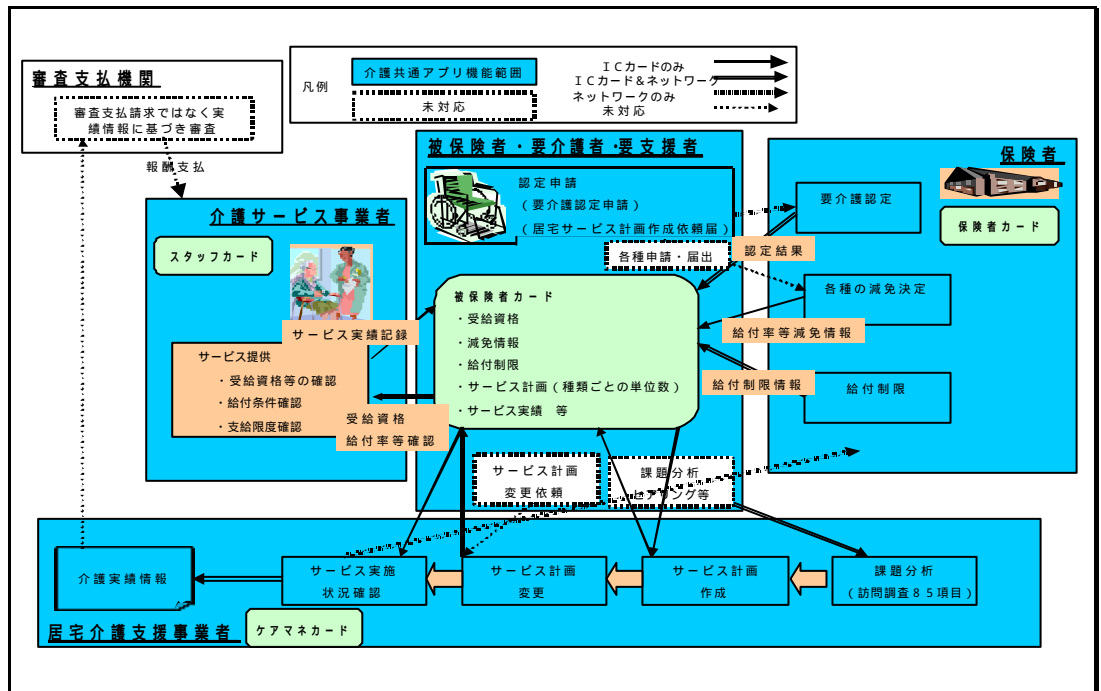 審査支払機関
審査支払請求ではなく実
績情報に基づき審査
報酬支払
凡例
介護共通アプリ機能範囲
未対応
ICカードのみ
ICカード&ネットワーク
ネットワークのみ
未対応
被保険者・要介護者・要支援者
認定申請
(要介護認定申請)
(居宅サービス計画作成依頼届)
各種申請・届出
保険者
保険者カード
要介護認定
認定結果
各種の減免決定
給付率等減免情報
給付制限情報
給付制限
介護サービス事業者
スタッフカード
サービス実績記録
サービス提供
・受給資格等の確認
・給付条件確認
・支給限度確認
受給資格
給付率等確認
被保険者カード
・受給資格
・減免情報
・給付制限
・サービス計画(種類ごとの単位数)
・サービス実績 等
サービス計画
変更依頼
課題分析
ヒアリング等
介護実績情報
サービス実施
状況確認
サービス計画
変更
サービス計画
作成
課題分析
(訪問調査85項目)
居宅介護支援事業者
ケアマネカード